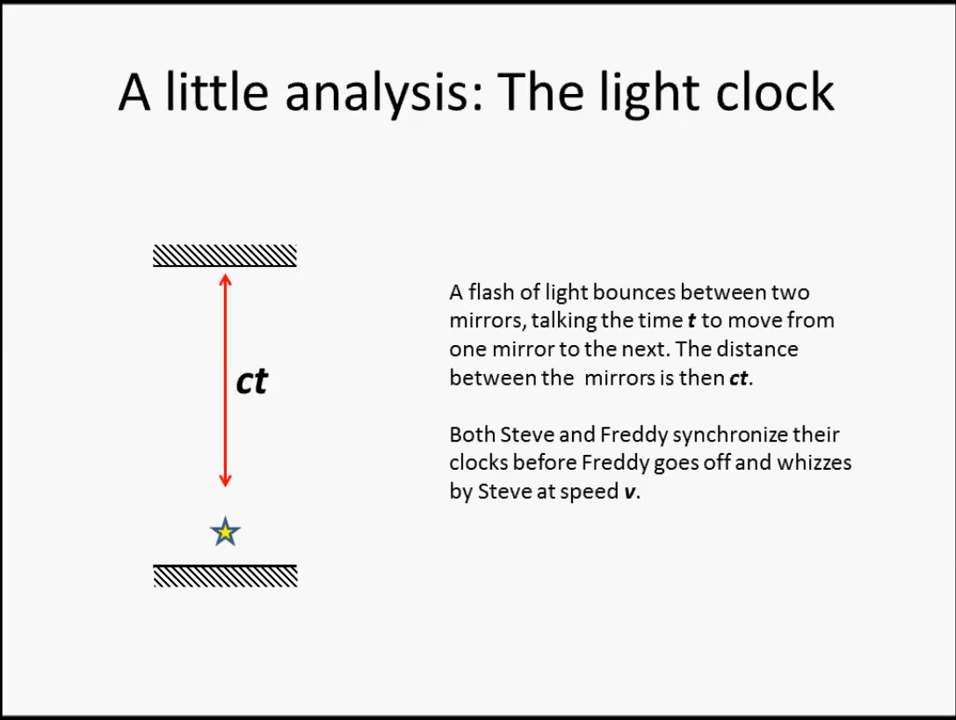 A little analysis: The light clock
ct
A flash of light bounces between two
mirrors, talking the time t to move from
one mirror to the next. The distance
between the  mirrors is then ct.
Both Steve and Freddy synchronize their
clocks before Freddy goes off and whizzes
by Steve at speed v.